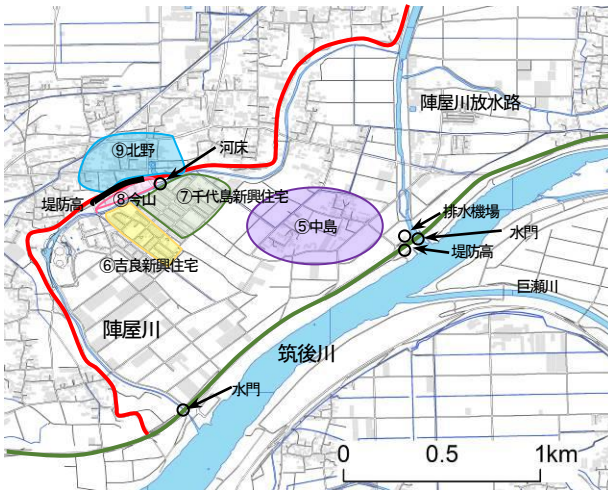 陣屋川放水路
⑨北野
河床
堤防高
⑧令山
⑦千代島新興住宅
⑤中島
排水機場
水門
堤防高
⑥吉良新興住宅
巨瀬川
陣屋川
筑後川
水門
0 0.5 1km